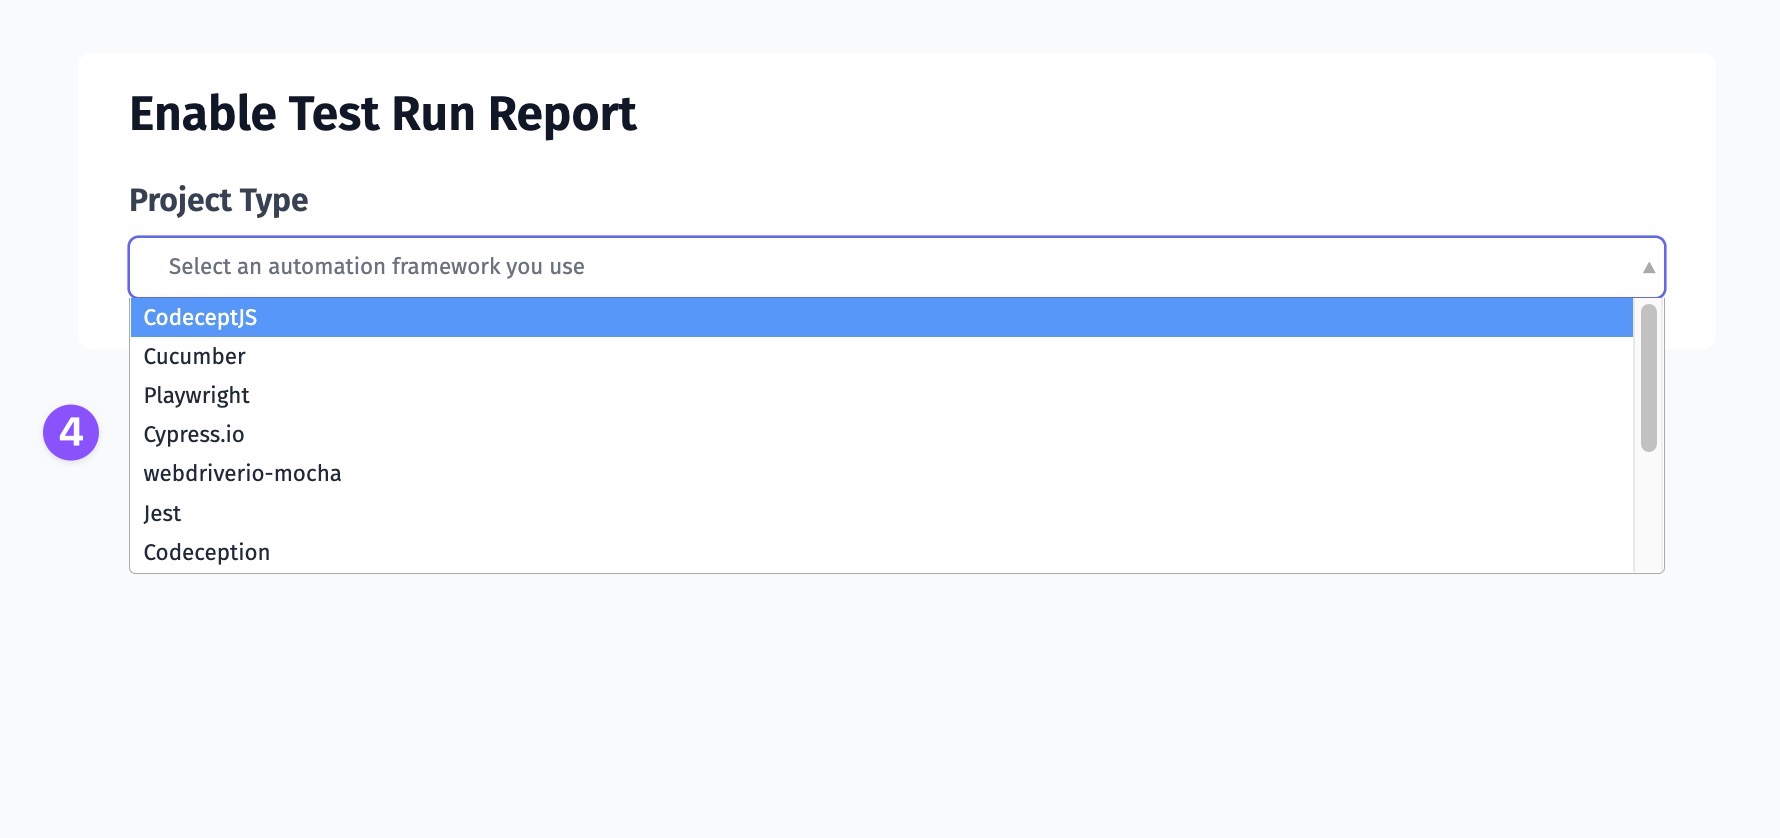 Enable Test Run Report
Project Type
Select an automation framework you use
CodeceptJS
Cucumber
Playwright
4
Cypress.io
webdriverio-mocha
Jest
Codeception